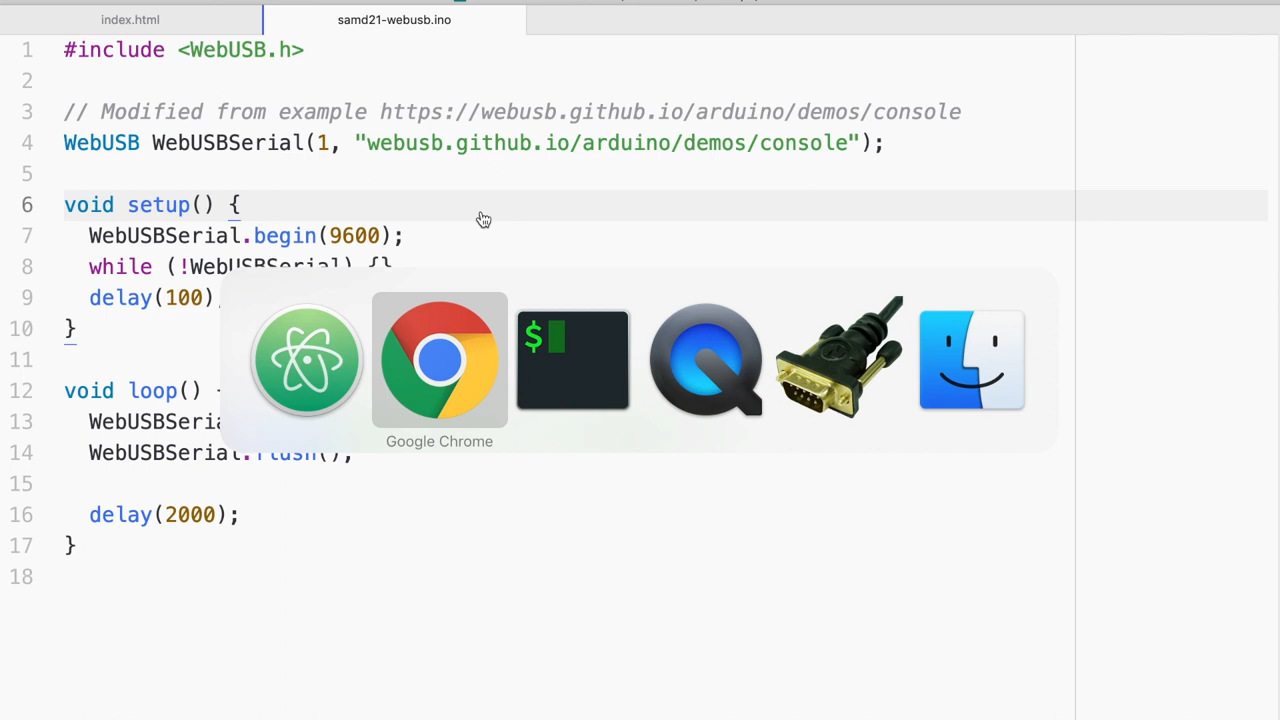 index.html
samd21-webusb.ino
1 #include <WebUSB.h>
2
3 // Modified from example https://webusb.github.io/arduino/demos/console
4 WebUSB WebUSBSerial(1, "webusb.github.io/arduino/demos/console");
5
6 void setup() {
7 WebUSBSerial.begin(9600);
8 while (!WebUSBSerial) {}
9 delay(100)
10 }
11
12 void loop()
13 WebUSBSeria
14 WebUSBSerial.flush();
15
16 delay(2000);
17 }
18
$
Google Chrome